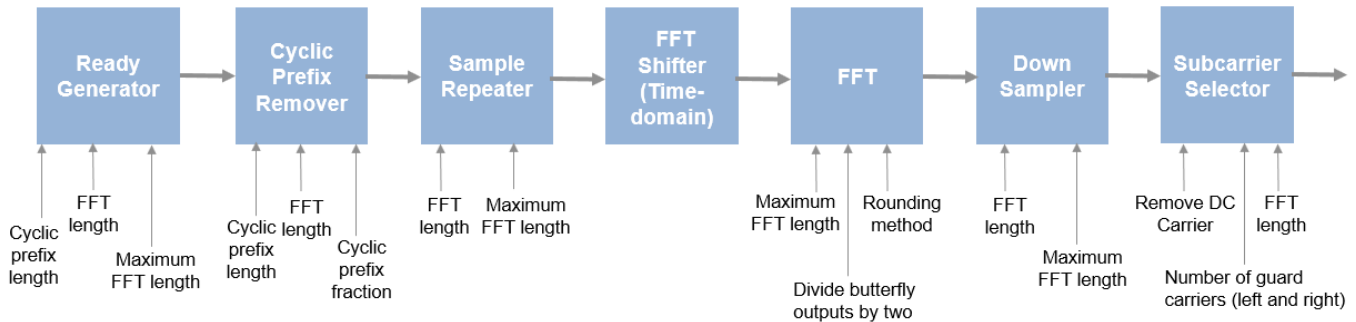 Ready
Generator
Cyclic
Prefix
Remover
Sample
Repeater
FFT
Shifter
(Time-
domain)
FFT
Down
Sampler
Subcarrier
Selector
Cyclic
prefix
length
FFT
length
Maximum
FFT length
Cyclic
prefix
length
FFT
length
Cyclic
prefix
fraction
FFT
length
Maximum
FFT length
Maximum
FFT length
Divide butterfly
outputs by two
Rounding
method
FFT
length
Maximum
FFT length
Remove DC
Carrier
Number of guard
carriers (left and right)
FFT
length